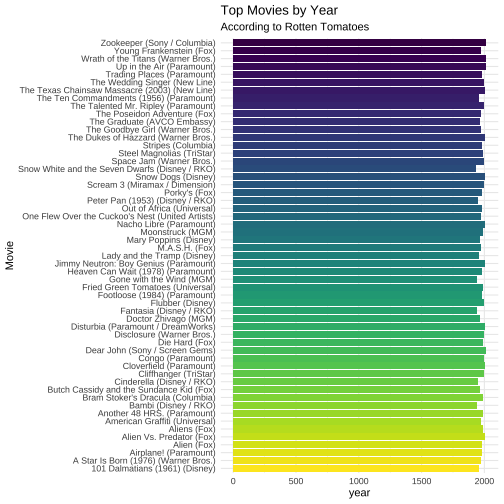 Top Movies by Year
According to Rotten Tomatoes
Movie
Zookeeper (Sony / Columbia)
Young Frankenstein (Fox)
Wrath of the Titans (Warner Bros.)
Up in the Air (Paramount)
Trading Places (Paramount)
The Wedding Singer (New Line)
The Texas Chainsaw Massacre (2003) (New Line)
The Ten Commandments (1956) (Paramount)
The Talented Mr. Ripley (Paramount)
The Poseidon Adventure (Fox)
The Graduate (AVCO Embassy)
The Goodbye Girl (Warner Bros.)
The Dukes of Hazzard (Warner Bros.)
Stripes (Columbia)
Steel Magnolias (TriStar)
Space Jam (Warner Bros.)
Snow White and the Seven Dwarfs (Disney / RKO)
Snow Dogs (Disney)
Scream 3 (Miramax / Dimension)
Porky's (Fox)
Peter Pan (1953) (Disney / RKO)
Out of Africa (Universal)
One Flew Over the Cuckoo's Nest (United Artists)
Nacho Libre (Paramount)
Moonstruck (MGM)
Mary Poppins (Disney)
M.A.S.H. (Fox)
Lady and the Tramp (Disney)
Jimmy Neutron: Boy Genius (Paramount)
Heaven Can Wait (1978) (Paramount)
Gone with the Wind (MGM)
Fried Green Tomatoes (Universal)
Footloose (1984) (Paramount)
Flubber (Disney)
Fantasia (Disney / RKO)
Doctor Zhivago (MGM)
Disturbia (Paramount / DreamWorks)
Disclosure (Warner Bros.)
Die Hard (Fox)
Dear John (Sony / Screen Gems)
Congo (Paramount)
Cloverfield (Paramount)
Cliffhanger (TriStar)
Cinderella (Disney / RKO)
Butch Cassidy and the Sundance Kid (Fox)
Bram Stoker's Dracula (Columbia)
Bambi (Disney / RKO)
Another 48 HRS. (Paramount)
American Graffiti (Universal)
Aliens (Fox)
Alien Vs. Predator (Fox)
Alien (Fox)
Airplane! (Paramount)
A Star Is Born (1976) (Warner Bros.)
101 Dalmatians (1961) (Disney)
0 500 1000 1500 2000
year